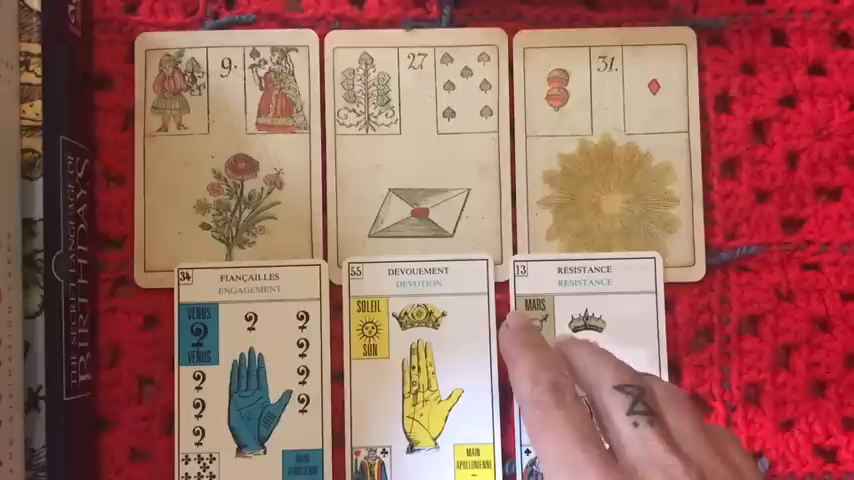 9.
27
31.
THE SECRET LANGUAGE OF
BIRTHDAYS
34
FIANÇAILLES
ENGAGEMENT
VENUS
VENUS
55
DÉVOUEMENT
DEVOTION
SOLEIL
SUN
MAIN
APOLLONIENNE
13
RÉSISTANCE
RESISTANCE
MARS